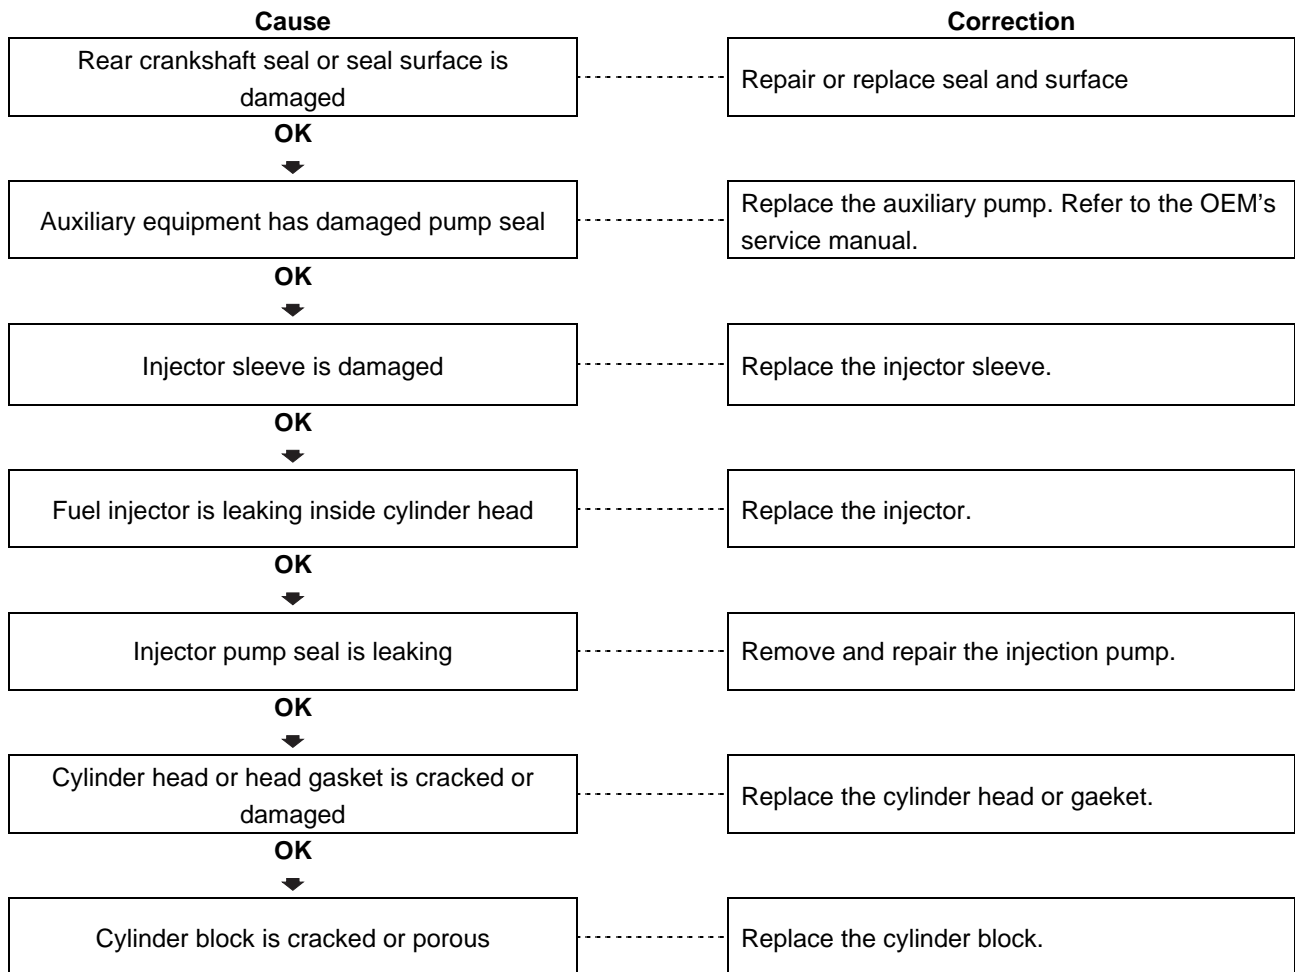 Cause
Correction
Rear crankshaft seal or seal surface is
damaged
Repair or replace seal and surface
OK
Auxiliary equipment has damaged pump seal
Replace the auxiliary pump. Refer to the OEM’s
service manual.
OK
Injector sleeve is damaged
Replace the injector sleeve.
OK
Fuel injector is leaking inside cylinder head
Replace the injector.
OK
Injector pump seal is leaking
Remove and repair the injection pump.
OK
Cylinder head or head gasket is cracked or
damaged
Replace the cylinder head or gaeket.
OK
Cylinder block is cracked or porous
Replace the cylinder block.